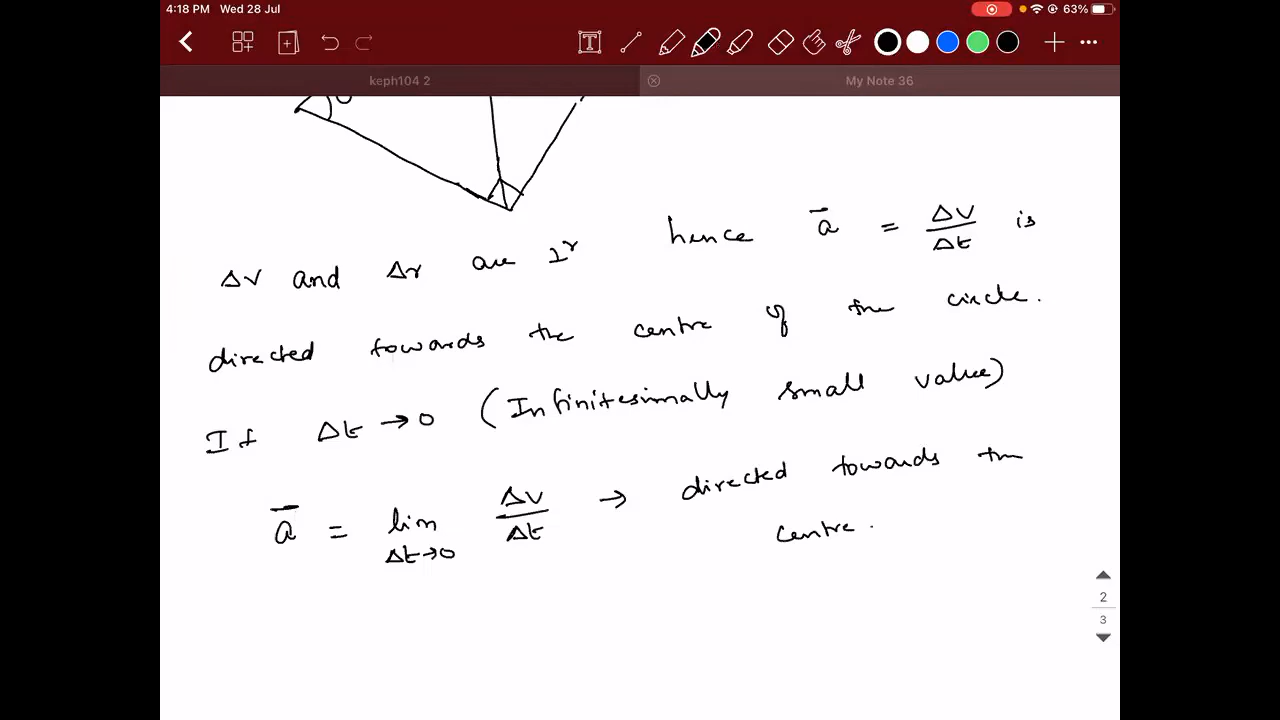 4:18 PM Wed 28 Jul
63%
keph104 2
My Note 36
θ
ΔV and Δr are ⊥r hence a̅ = ΔV/Δt is
directed towards the centre of the circle.
If Δt → 0 (Infinitesimally small value)
a̅ = lim Δt→0 ΔV/Δt → directed towards the
centre.
2
3